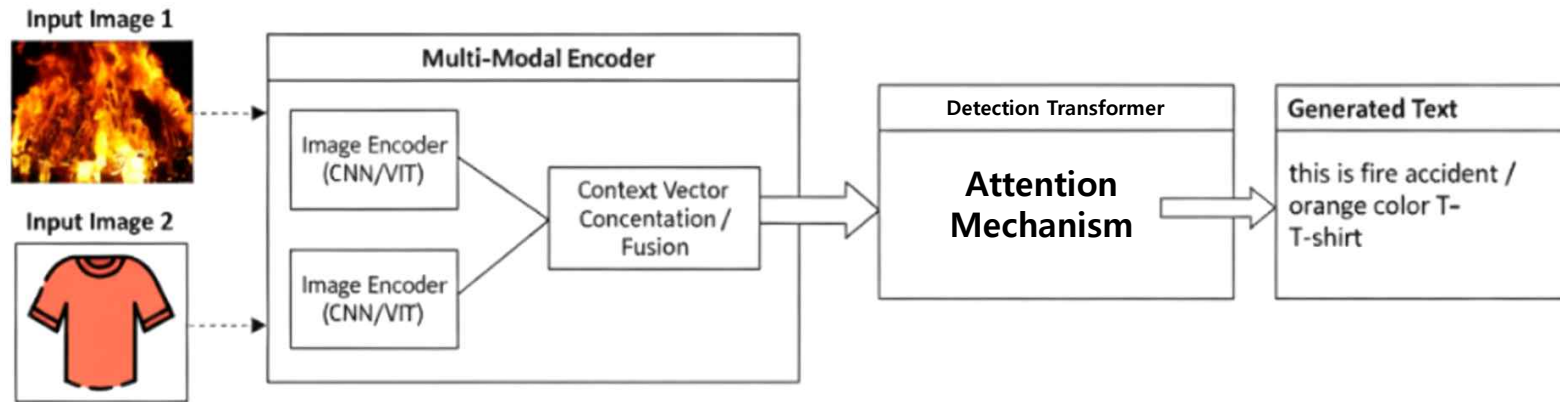 Input Image 1
Multi-Modal Encoder
Image Encoder
(CNN/VIT)
Input Image 2
Image Encoder
(CNN/VIT)
Context Vector
Concentation /
Fusion
Detection Transformer
Attention
Mechanism
Generated Text
this is fire accident /
orange color T-
T-shirt